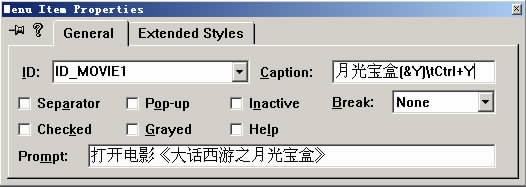 Menu Item Properties
General
Extended Styles
ID: ID_MOVIE1 Caption: 月光宝盒(&Y)\tCtrl+Y
Separator Pop-up Inactive Break: None
Checked Grayed Help
Prompt: 打开电影《大话西游之月光宝盒》